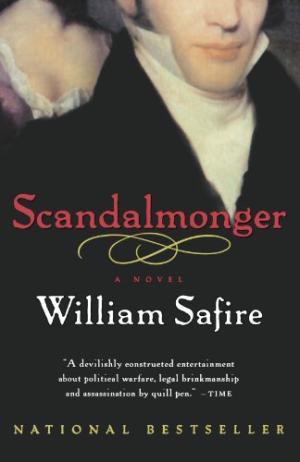 Scandalmonger
A NOVEL
William Safire
"A devilishly constructed entertainment
about political warfare, legal brinkmanship
and assassination by quill pen." –TIME
NATIONAL BESTSELLER